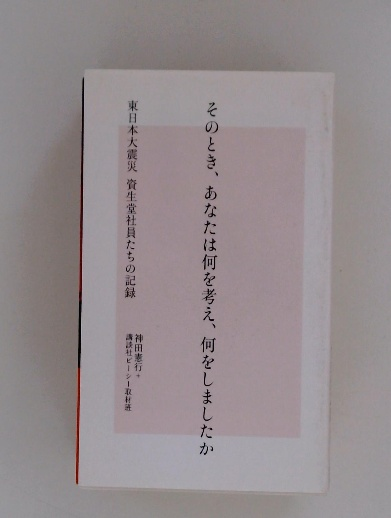 そのとき、あなたは何を考え、何をしましたか
東日本大震災 資生堂社員たちの記録
神田憲行+
講談社ビーシー取材班